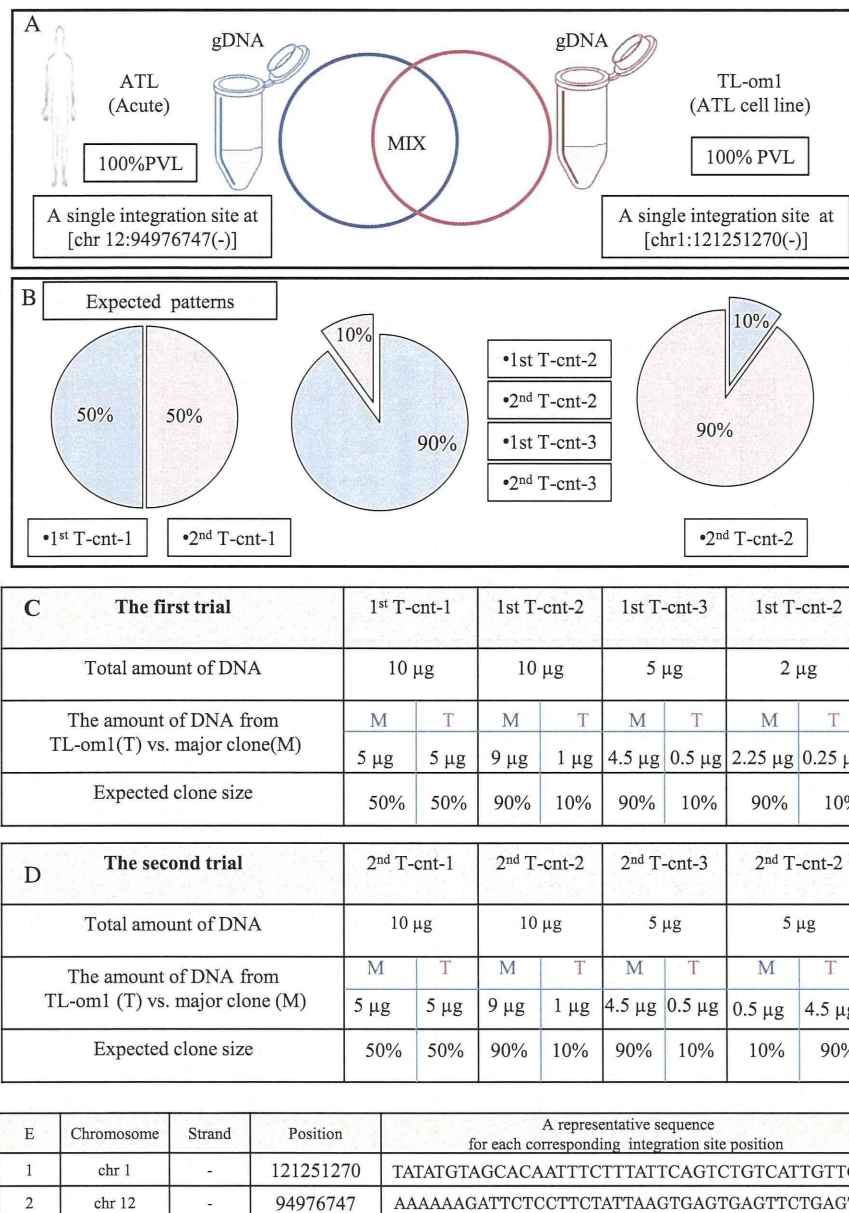 A
gDNA
gDNA
ATL
(Acute)
MIX
TL-om1
(ATL cell line)
100%PVL
100% PVL
A single integration site at
[chr 12:94976747(-)]
A single integration site at
[chr1:121251270(-)]
B
Expected patterns
50%
50%
10%
90%
10%
90%
•1st T-cnt-2
•2nd T-cnt-2
•1st T-cnt-3
•2nd T-cnt-3
•1st T-cnt-1
•2nd T-cnt-1
•2nd T-cnt-2
C The first trial 1st T-cnt-1 1st T-cnt-2 1st T-cnt-3 1st T-cnt-2
Total amount of DNA 10 µg 10 µg 5 µg 2 µg
The amount of DNA from
TL-om1(T) vs. major clone(M)
M T M T M T M T
5 µg 5 µg 9 µg 1 µg 4.5 µg 0.5 µg 2.25 µg 0.25 µ
Expected clone size 50% 50% 90% 10% 90% 10% 90% 10%
D The second trial 2nd T-cnt-1 2nd T-cnt-2 2nd T-cnt-3 2nd T-cnt-2
Total amount of DNA 10 µg 10 µg 5 µg 5 µg
The amount of DNA from
TL-om1 (T) vs. major clone (M)
M T M T M T M T
5 µg 5 µg 9 µg 1 µg 4.5 µg 0.5 µg 0.5 µg 4.5 µg
Expected clone size 50% 50% 90% 10% 90% 10% 10% 90%
E Chromosome Strand Position A representative sequence
for each corresponding integration site position
1 chr 1 - 121251270 TATATGTAGCACAATTTCTTTATTCAGTCTGTCATTGTTG
2 chr 12 - 94976747 AAAAAAGATTCTCCTTCTATTAAGTGAGTGAGTTCTGAGT